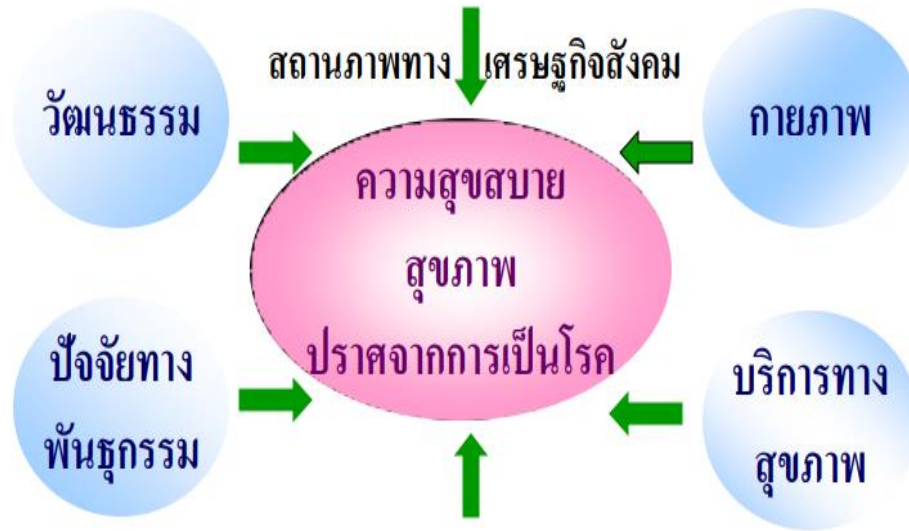 สถานภาพทาง เศรษฐกิจสังคม
วัฒนธรรม
กายภาพ
ความสุขสบาย
สุขภาพ
ปราศจากการเป็นโรค
ปัจจัยทาง
พันธุกรรม
บริการทาง
สุขภาพ